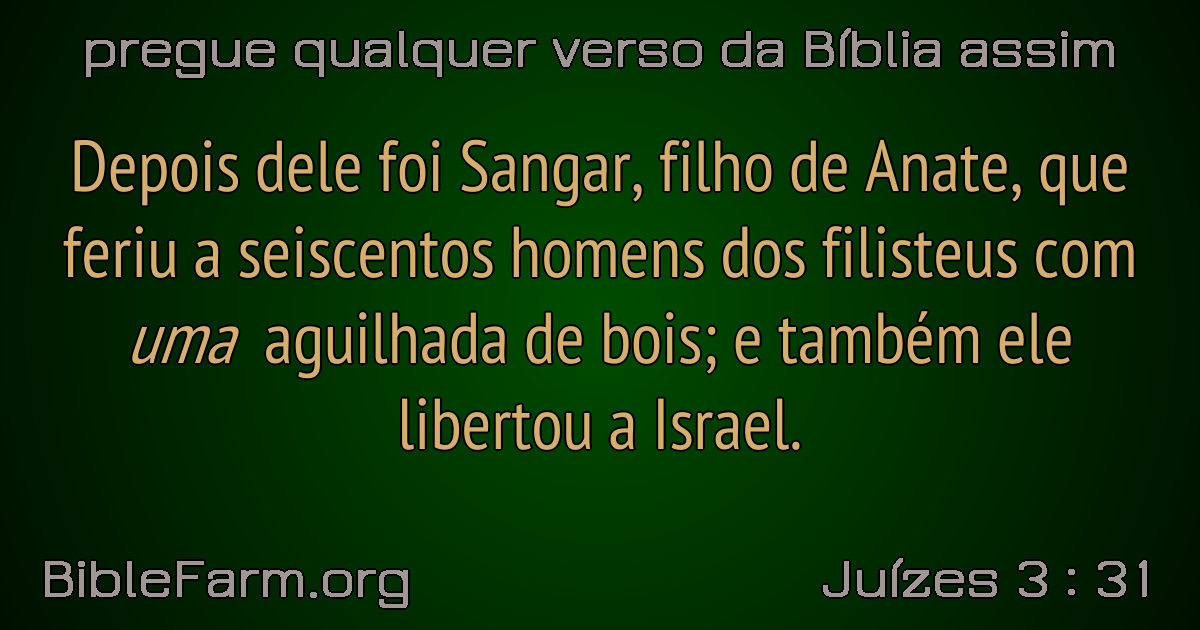 pregue qualquer verso da Bíblia assim
Depois dele foi Sangar, filho de Anate, que
feriu a seiscentos homens dos filisteus com
uma aguilhada de bois; e também ele
libertou a Israel.
BibleFarm.org
Juízes 3 : 31